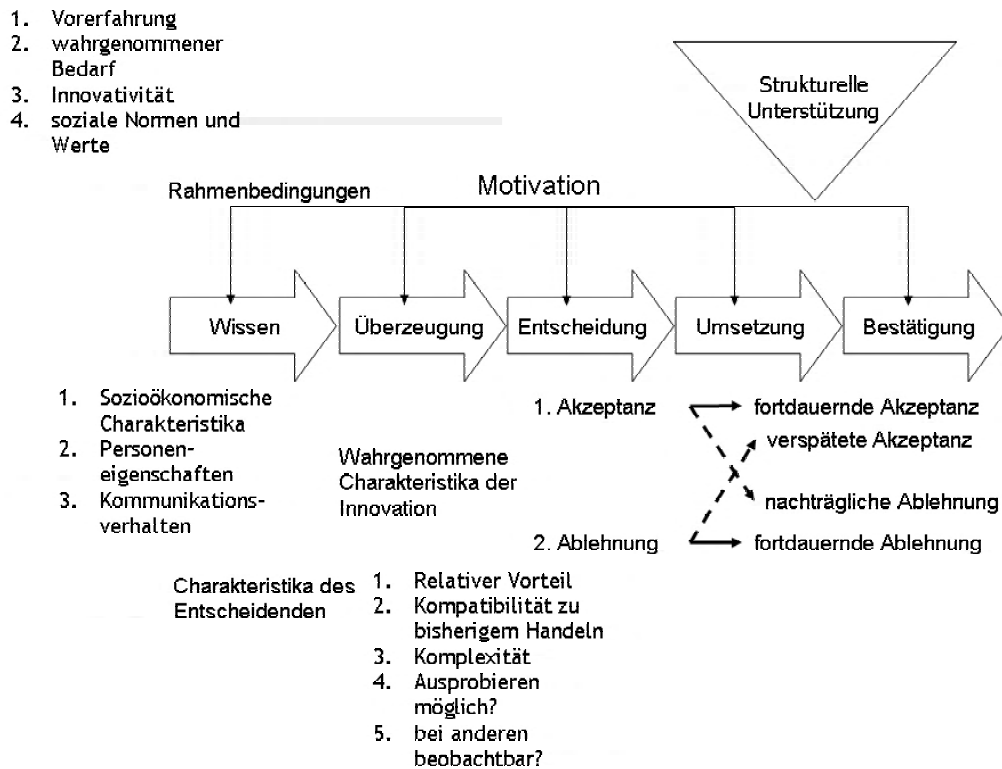 1. Vorerfahrung
2. wahrgenommener
Bedarf
3. Innovativität
4. soziale Normen und
Werte
Strukturelle
Unterstützung
Rahmenbedingungen
Motivation
Wissen
Überzeugung
Entscheidung
Umsetzung
Bestätigung
1. Sozioökonomische
Charakteristika
2. Personen-
eigenschaften
3. Kommunikations-
verhalten
Charakteristika des
Entscheidenden
Wahrgenommene
Charakteristika der
Innovation
1. Relativer Vorteil
2. Kompatibilität zu
bisherigem Handeln
3. Komplexität
4. Ausprobieren
möglich?
5. bei anderen
beobachtbar?
1. Akzeptanz
fortdauernde Akzeptanz
verspätete Akzeptanz
nachträgliche Ablehnung
2. Ablehnung
fortdauernde Ablehnung